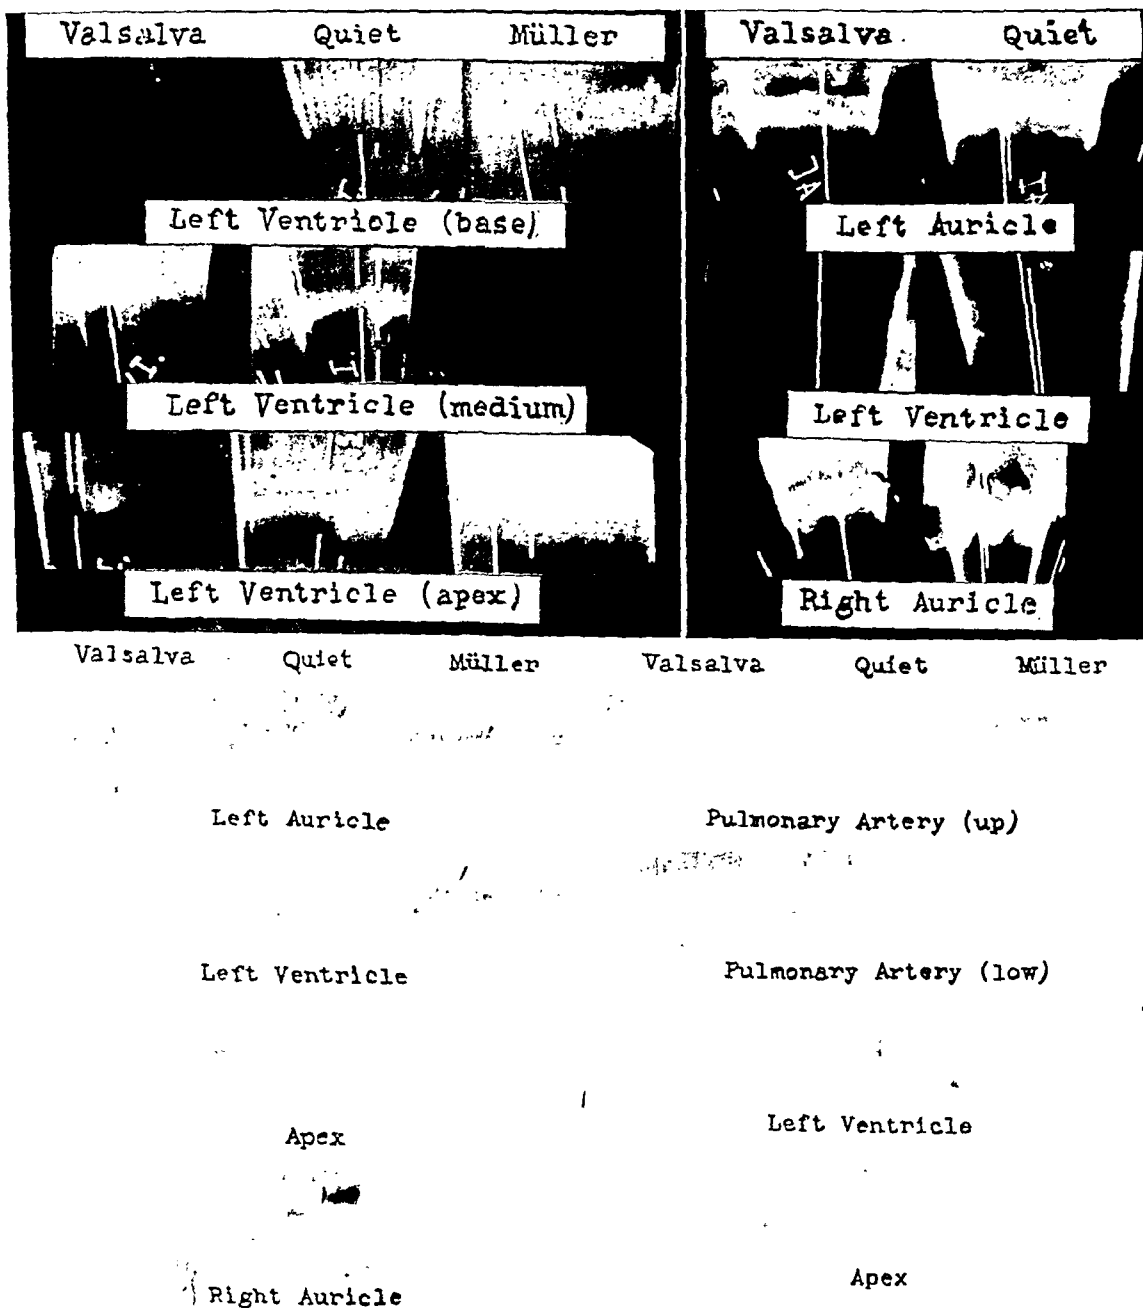 Valsalva Quiet Müller
Left Ventricle (base)
Left Ventricle (medium)
Left Ventricle (apex)
Valsalva. Quiet
Left Auricle
Left Ventricle
Right Auricle
Valsalva Quiet Müller
Left Auricle
Left Ventricle
Apex
Right Auricle
Valsalva Quiet Müller
Pulmonary Artery (up)
Pulmonary Artery (low)
Left Ventricle
Apex